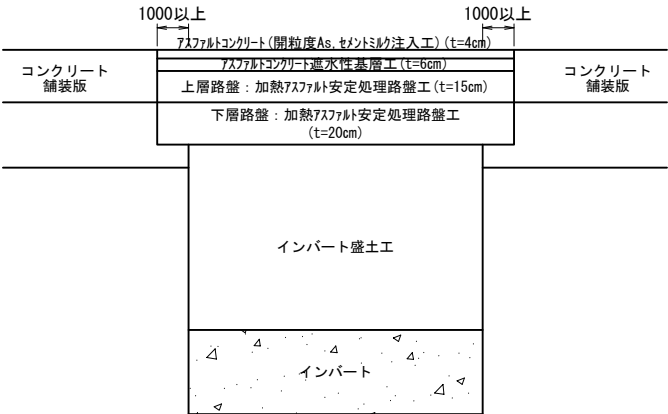 1000以上
1000以上
アスファルトコンクリート(開粒度As.セメントミルク注入工)(t=4cm)
アスファルトコンクリート遮水性基層工(t=6cm)
コンクリート
舗装版
上層路盤：加熱アスファルト安定処理路盤工(t=15cm)
コンクリート
舗装版
下層路盤：加熱アスファルト安定処理路盤工
(t=20cm)
インバート盛土工
インバート